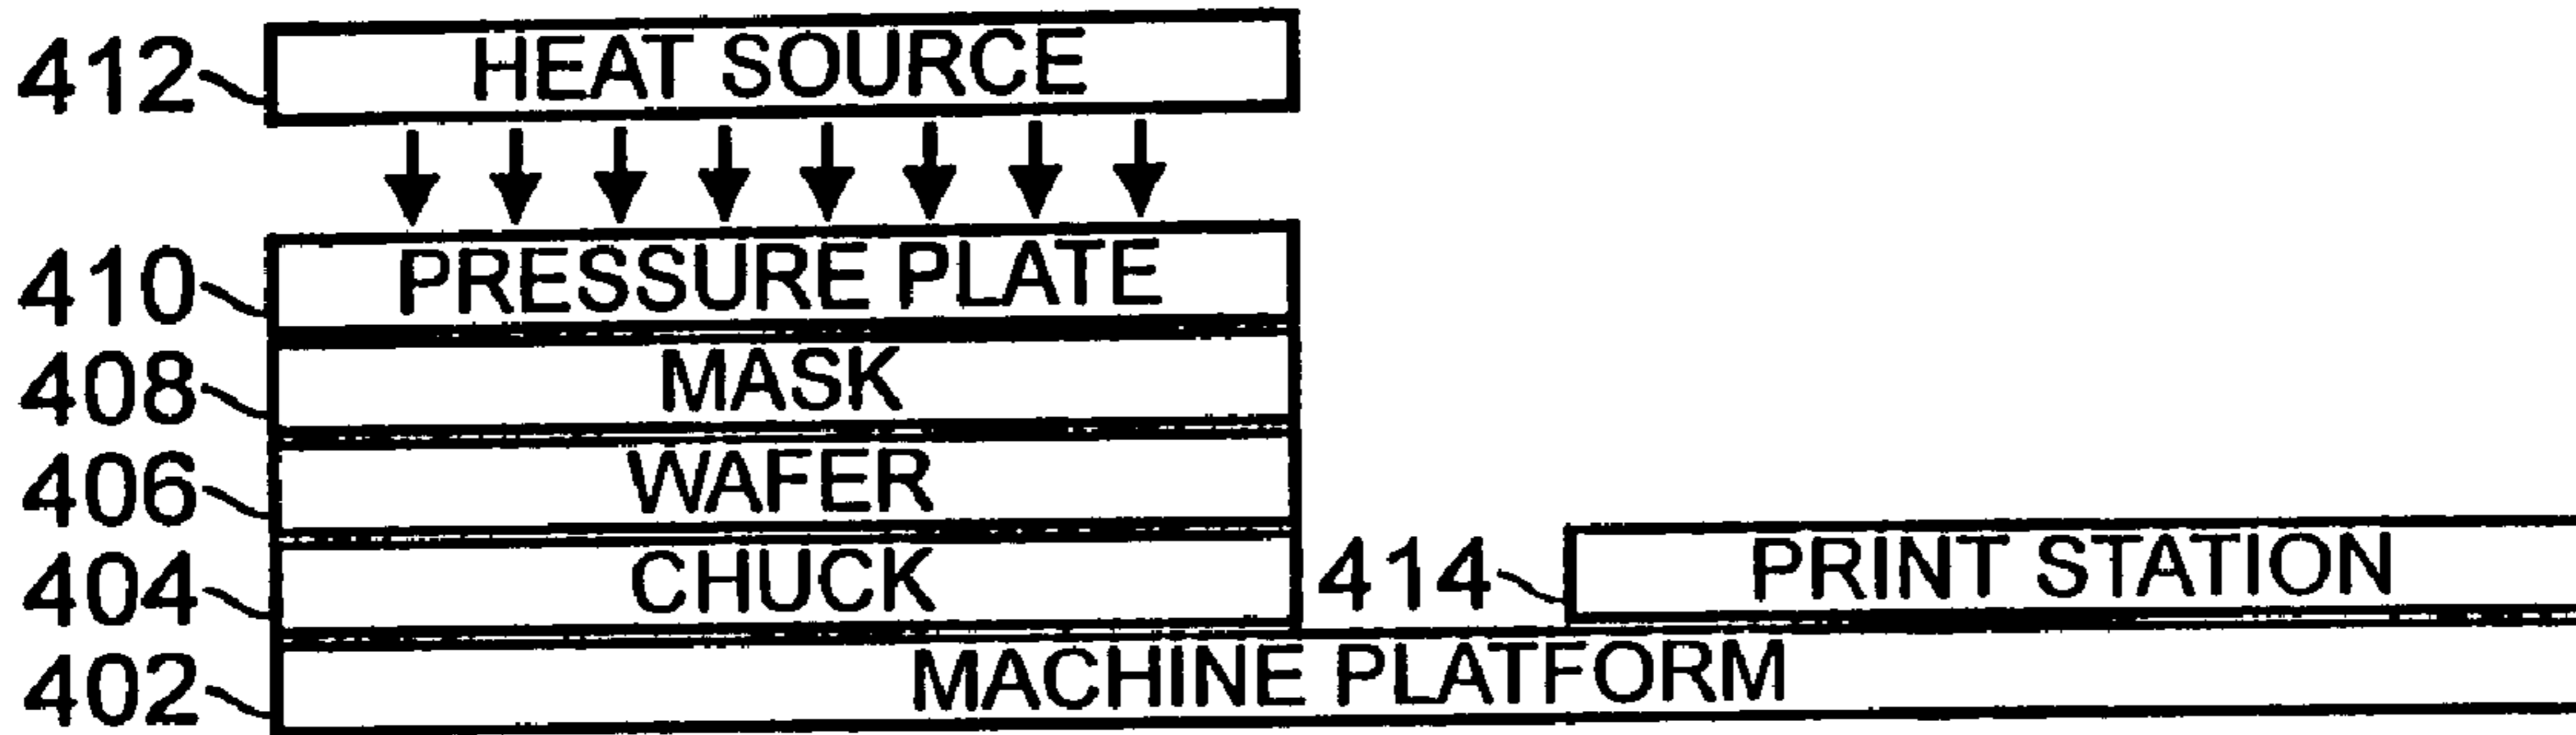 412 HEAT SOURCE
410 PRESSURE PLATE
408 MASK
406 WAFER
404 CHUCK
414 PRINT STATION
402 MACHINE PLATFORM